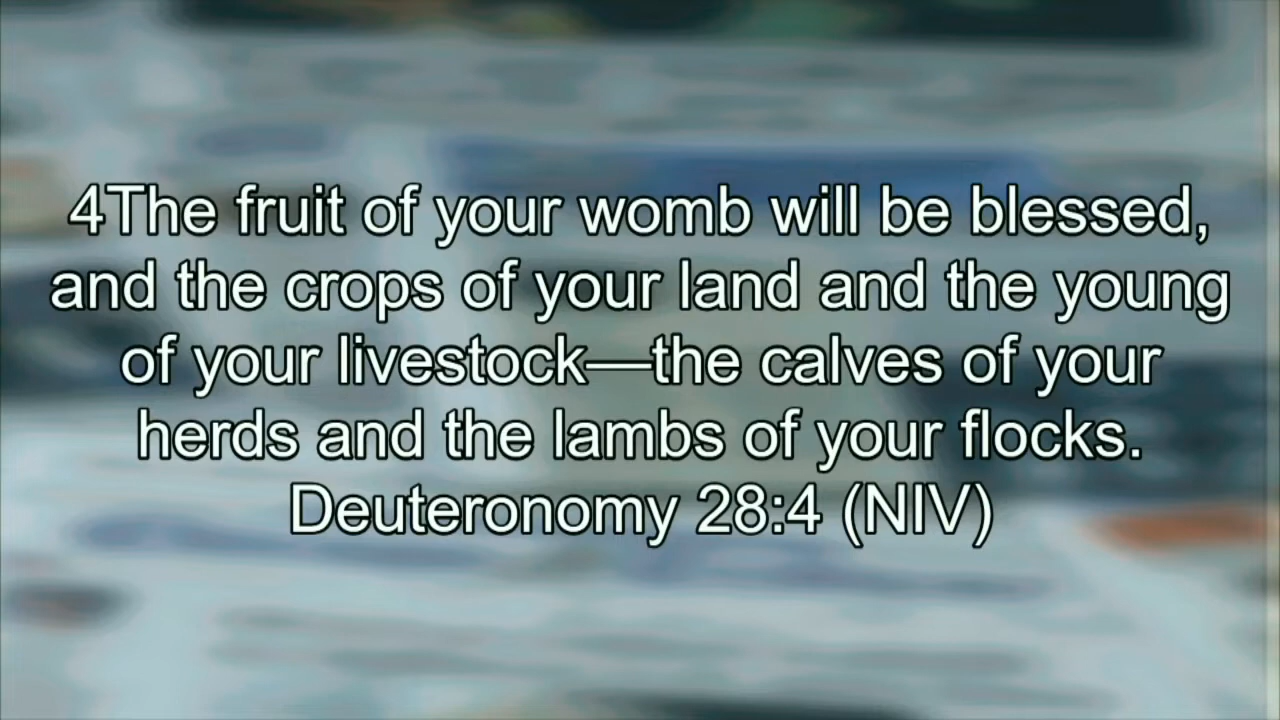 4The fruit of your womb will be blessed,
and the crops of your land and the young
of your livestock—the calves of your
herds and the lambs of your flocks.
Deuteronomy 28:4 (NIV)